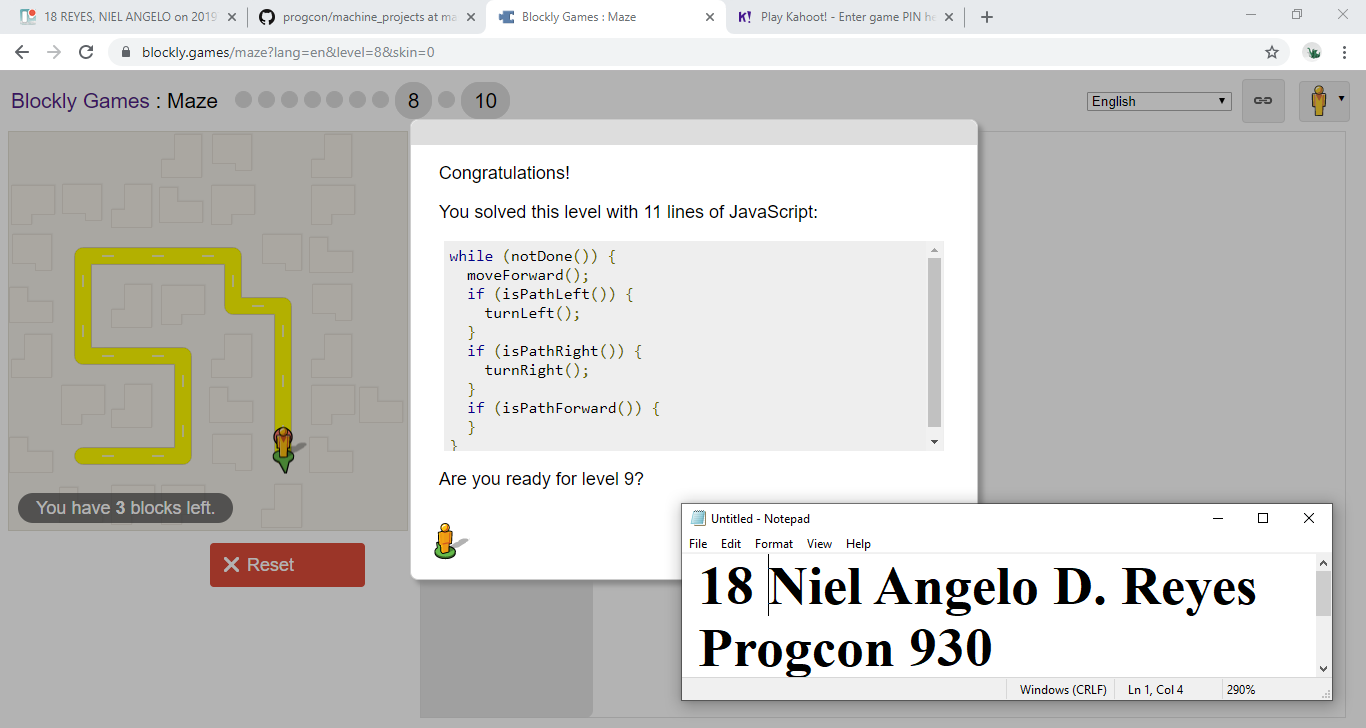 18 REYES, NIEL ANGELO on 2019
progcon/machine_projects at ma
Blockly Games : Maze
K! Play Kahoot! - Enter game PIN he
blockly.games/maze?lang=en&level=8&skin=0
Blockly Games : Maze 8 10
English
Congratulations!
You solved this level with 11 lines of JavaScript:
while (notDone()) {
  moveForward();
  if (isPathLeft()) {
    turnLeft();
  }
  if (isPathRight()) {
    turnRight();
  }
  if (isPathForward()) {
  }
}
Are you ready for level 9?
You have 3 blocks left.
Reset
Untitled - Notepad
File Edit Format View Help
18 Niel Angelo D. Reyes
Progcon 930
Windows (CRLF) Ln 1, Col 4 290%